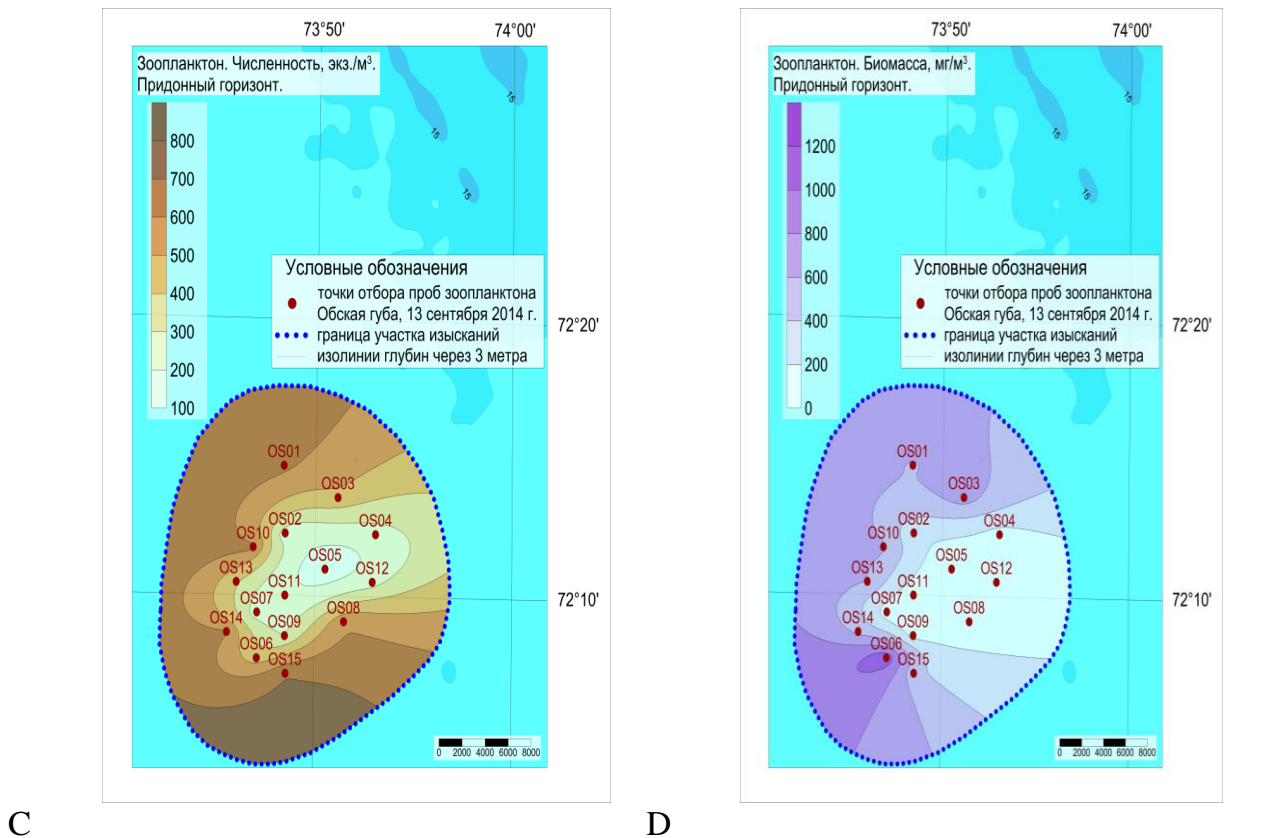 73°50'
74°00'
Зоопланктон. Численность, экз./м³.
Придонный горизонт.
800
700
600
500
400
300
200
100
15
15
15
Условные обозначения
точки отбора проб зоопланктона
Обская губа, 13 сентября 2014 г.
граница участка изысканий
изолинии глубин через 3 метра
72°20'
OS01
OS03
OS02
OS04
OS10
OS05
OS13
OS12
OS11
OS07
OS08
OS14
OS09
OS06
OS15
72°10'
0 2000 4000 6000 8000
C
73°50'
74°00'
Зоопланктон. Биомасса, мг/м³.
Придонный горизонт.
1200
1000
800
600
400
200
0
15
15
15
Условные обозначения
точки отбора проб зоопланктона
Обская губа, 13 сентября 2014 г.
граница участка изысканий
изолинии глубин через 3 метра
72°20'
OS01
OS03
OS02
OS04
OS10
OS05
OS13
OS12
OS11
OS07
OS08
OS14
OS09
OS06
OS15
72°10'
0 2000 4000 6000 8000
D